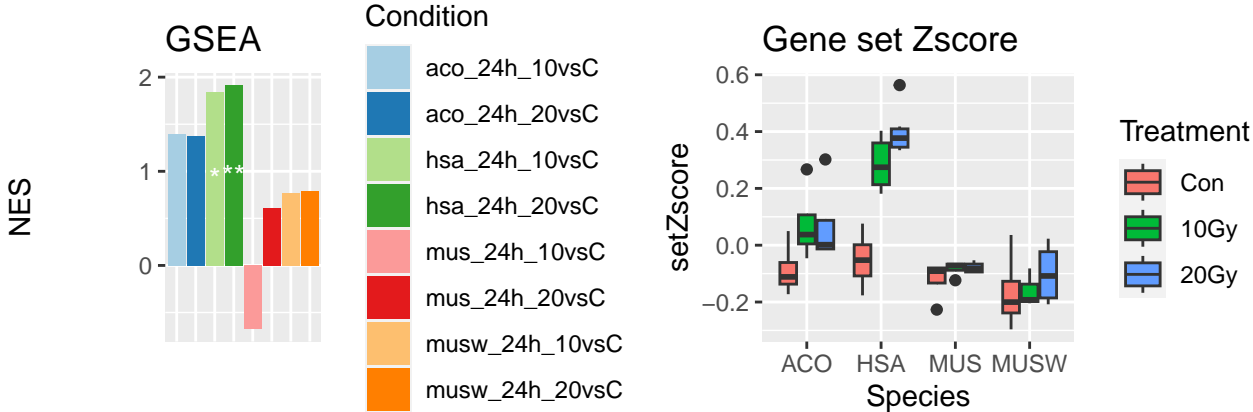 GSEA
NES
2
1
0
*
**
Condition
aco_24h_10vsC
aco_24h_20vsC
hsa_24h_10vsC
hsa_24h_20vsC
mus_24h_10vsC
mus_24h_20vsC
musw_24h_10vsC
musw_24h_20vsC
Gene set Zscore
setZscore
0.6
0.4
0.2
0.0
−0.2
ACO HSA MUS MUSW
Species
Treatment
Con
10Gy
20Gy